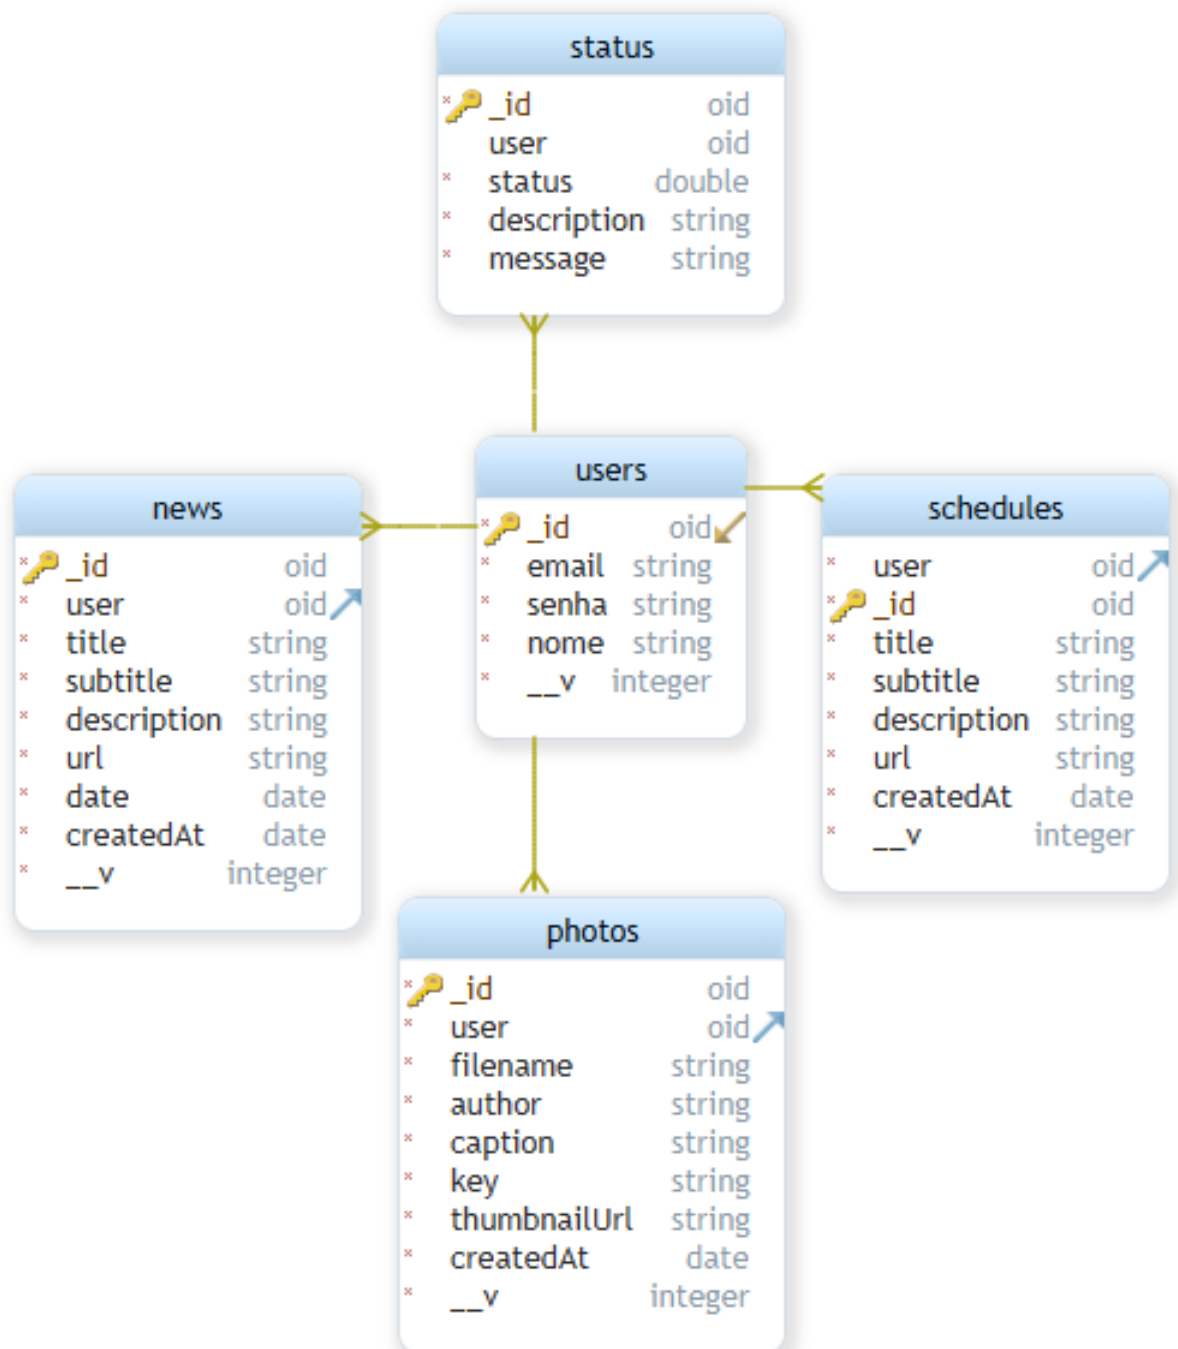 status
_id oid
user oid
status double
description string
message string
users
_id oid
email string
senha string
nome string
__v integer
news
_id oid
user oid
title string
subtitle string
description string
url string
date date
createdAt date
__v integer
schedules
user oid
_id oid
title string
subtitle string
description string
url string
createdAt date
__v integer
photos
_id oid
user oid
filename string
author string
caption string
key string
thumbnailUrl string
createdAt date
__v integer